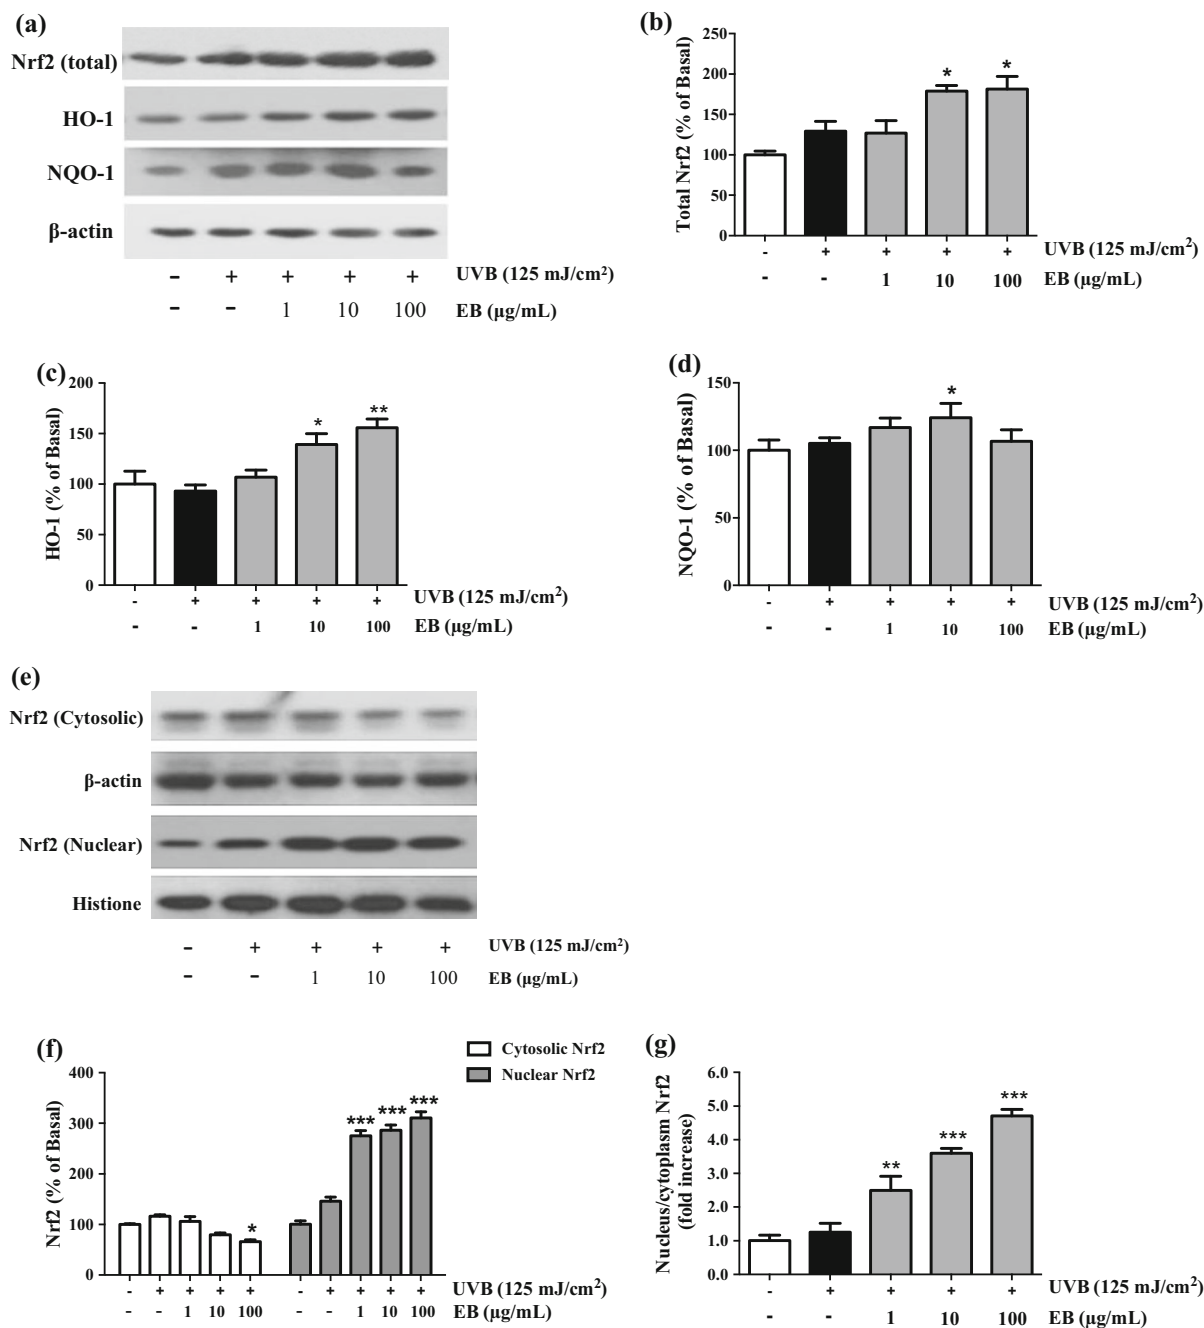 (a)
Nrf2 (total)
HO-1
NQO-1
β-actin
- + + + + UVB (125 mJ/cm²)
- - 1 10 100 EB (µg/mL)
(b)
Total Nrf2 (% of Basal)
250
200
150
100
50
0
* *
- + + + + UVB (125 mJ/cm²)
- - 1 10 100 EB (µg/mL)
(c)
HO-1 (% of Basal)
200
150
100
50
0
* **
- + + + + UVB (125 mJ/cm²)
- - 1 10 100 EB (µg/mL)
(d)
NQO-1 (% of Basal)
150
100
50
0
*
- + + + + UVB (125 mJ/cm²)
- - 1 10 100 EB (µg/mL)
(e)
Nrf2 (Cytosolic)
β-actin
Nrf2 (Nuclear)
Histione
- + + + + UVB (125 mJ/cm²)
- - 1 10 100 EB (µg/mL)
(f)
Cytosolic Nrf2
Nuclear Nrf2
Nrf2 (% of Basal)
400
300
200
100
0
* *** *** ***
- + + + + - + + + + UVB (125 mJ/cm²)
- - 1 10 100 - - 1 10 100 EB (µg/mL)
(g)
Nucleus/cytoplasm Nrf2
(fold increase)
6.0
5.0
4.0
3.0
2.0
1.0
0.0
** *** ***
- + + + + UVB (125 mJ/cm²)
- - 1 10 100 EB (µg/mL)